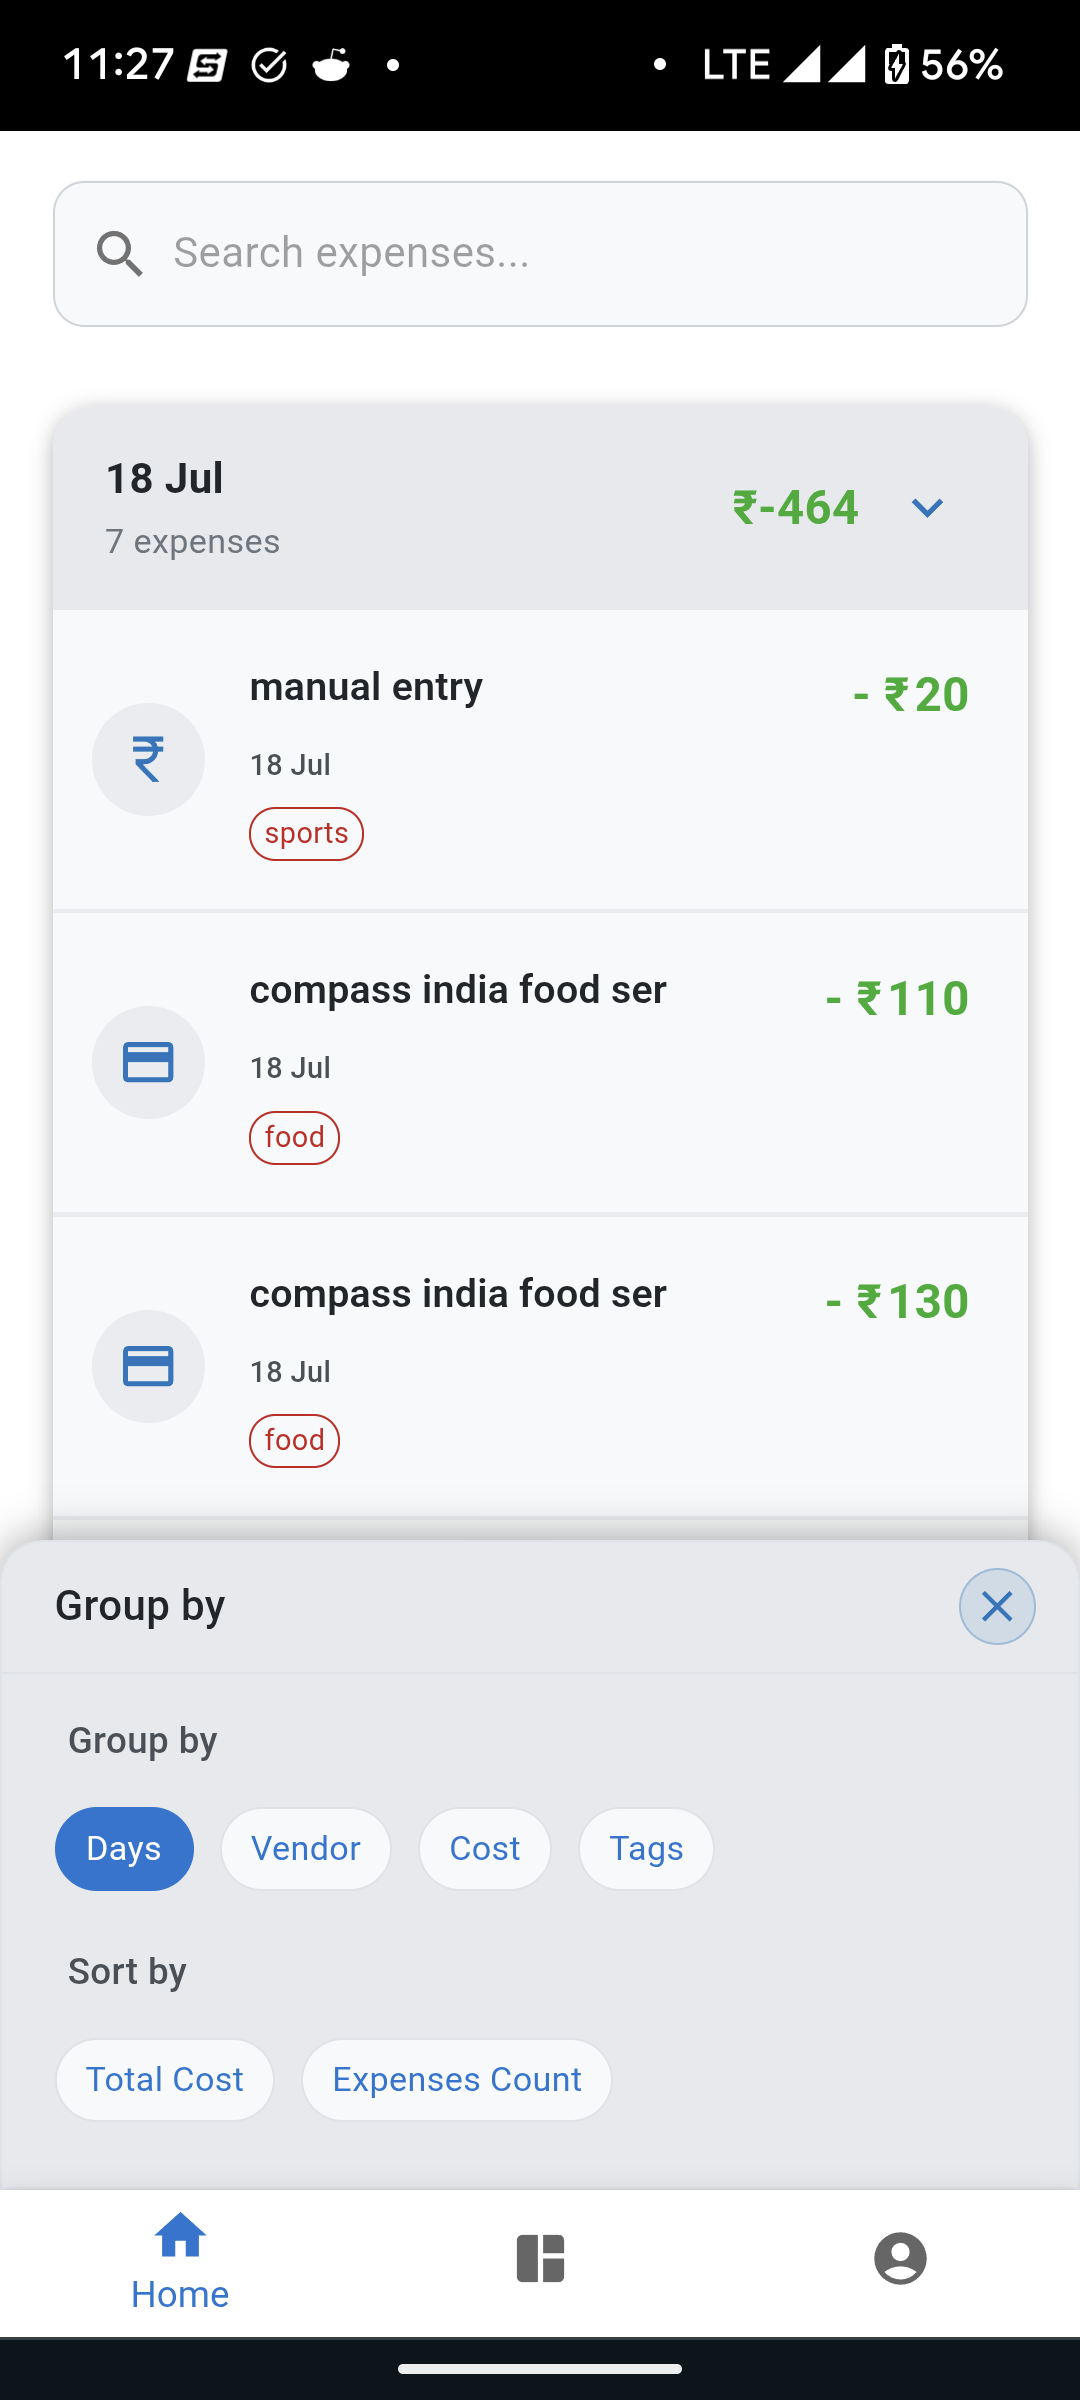 11:27 LTE 56%
Search expenses...
18 Jul
₹-464
7 expenses
manual entry
- ₹20
18 Jul
sports
compass india food ser
- ₹110
18 Jul
food
compass india food ser
- ₹130
18 Jul
food
Group by
Group by
Days Vendor Cost Tags
Sort by
Total Cost Expenses Count
Home